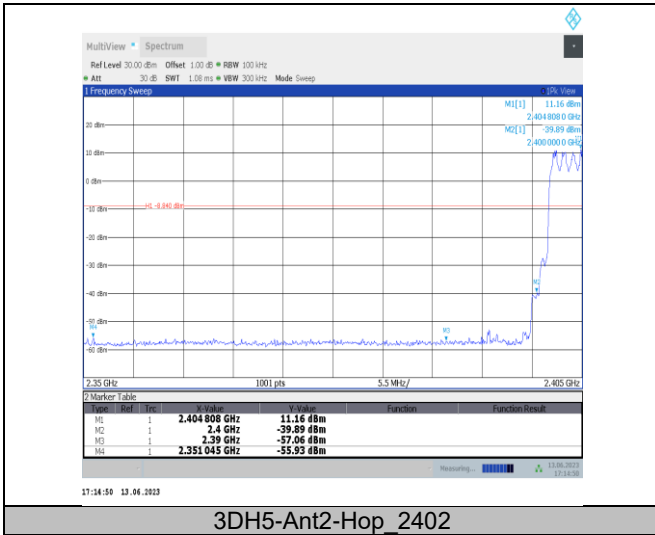 MultiView Spectrum
Ref Level 30.00 dBm Offset 1.00 dB RBW 100 kHz
Att 30 dB SWT 1.08 ms VBW 300 kHz Mode Sweep
1 Frequency Sweep 1Pk View
M1[1] 11.16 dBm
2.4048080 GHz
M2[1] -39.89 dBm
2.4000000 GHz
20 dBm
10 dBm
0 dBm
H1 -8.840 dBm
-10 dBm
-20 dBm
-30 dBm
M2
-40 dBm
-50 dBm
M4 M3
-60 dBm
2.35 GHz 1001 pts 5.5 MHz/ 2.405 GHz
2 Marker Table
Type Ref Trc X-Value Y-Value Function Function Result
M1 1 2.404 808 GHz 11.16 dBm
M2 1 2.4 GHz -39.89 dBm
M3 1 2.39 GHz -57.06 dBm
M4 1 2.351 045 GHz -55.93 dBm
Measuring... 13.06.2023
17:14:50
17:14:50 13.06.2023
3DH5-Ant2-Hop_2402